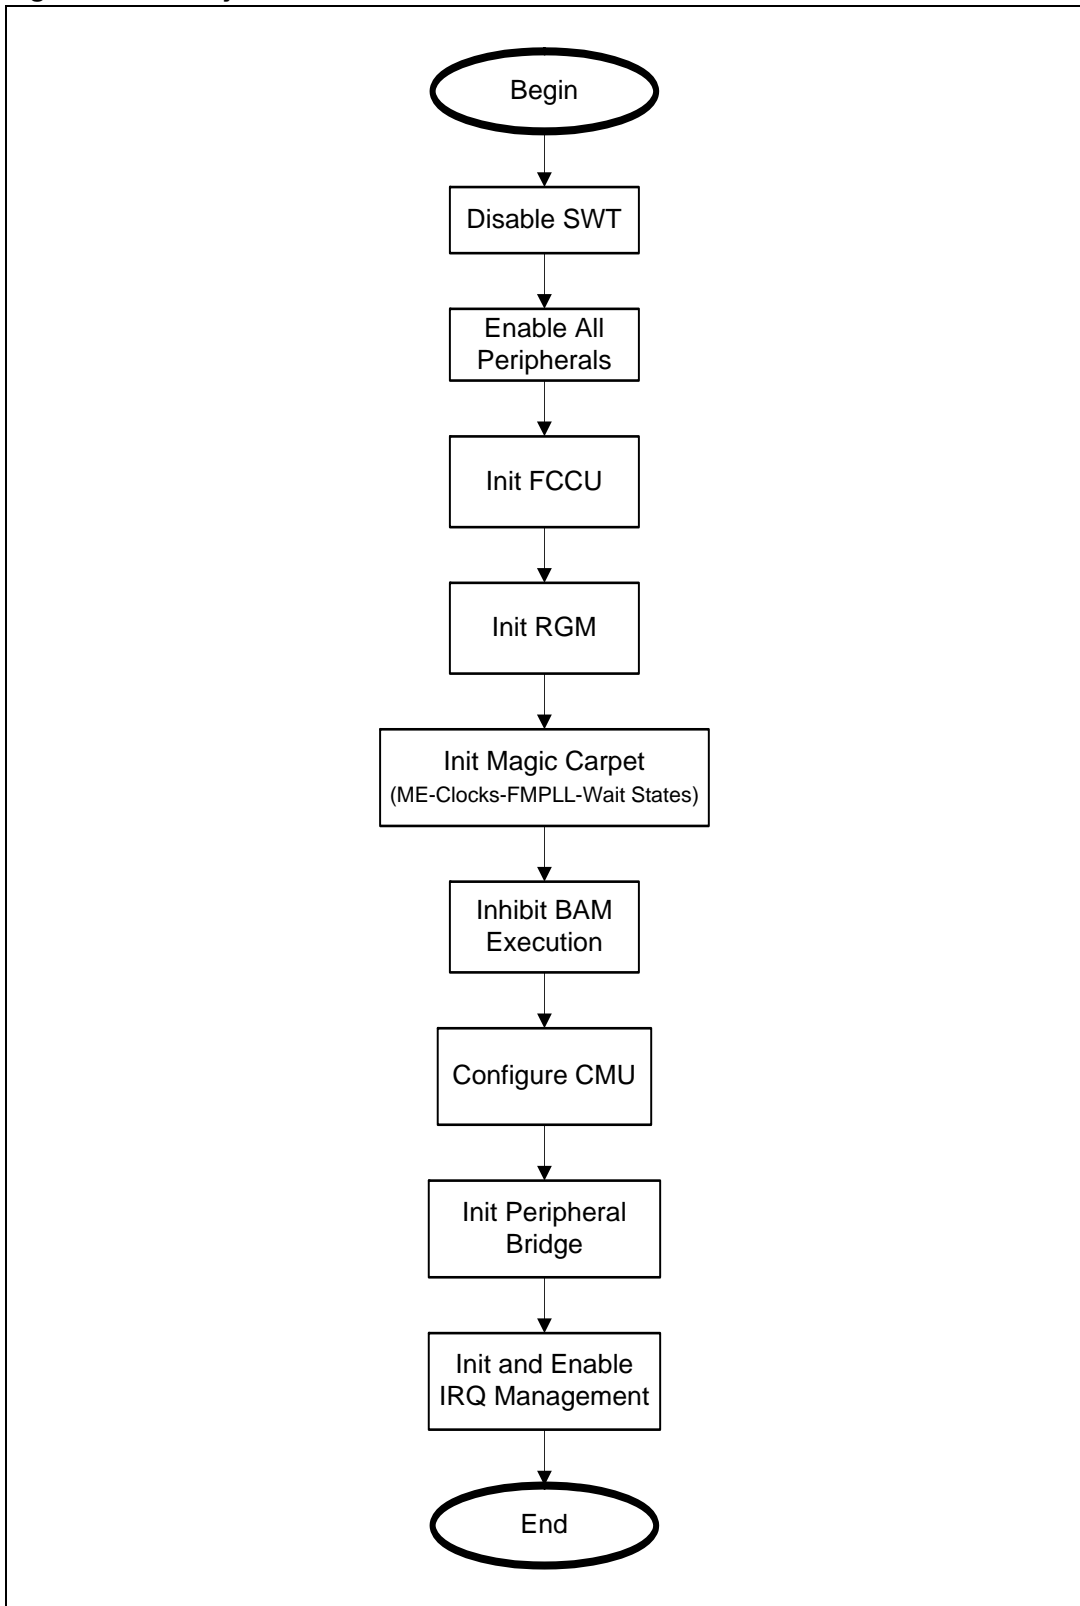 Begin
Disable SWT
Enable All
Peripherals
Init FCCU
Init RGM
Init Magic Carpet
(ME-Clocks-FMPLL-Wait States)
Inhibit BAM
Execution
Configure CMU
Init Peripheral
Bridge
Init and Enable
IRQ Management
End